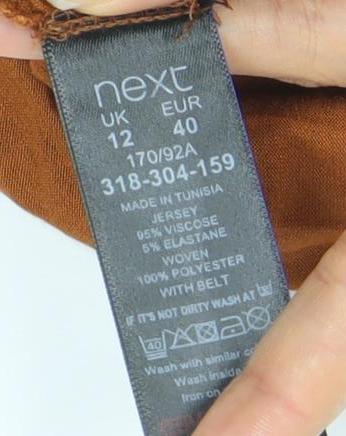 next
UK EUR
12 40
170/92A
318-304-159
MADE IN TUNISIA
JERSEY
95% VISCOSE
5% ELASTANE
WOVEN
100% POLYESTER
WITH BELT
IF IT'S NOT DIRTY WASH AT
40
Wash with similar
Wash inside
Iron on